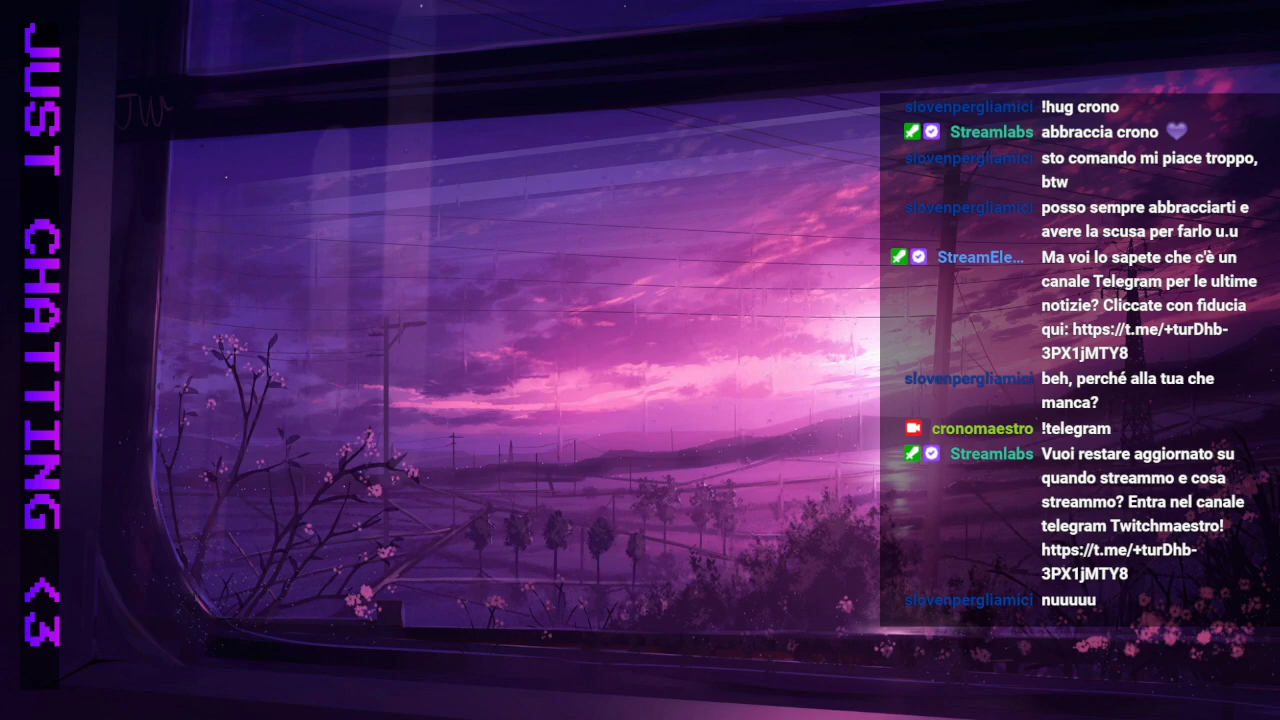 JUST CHATTING <3
JW
slovenpergliamici !hug crono
Streamlabs abbraccia crono
slovenpergliamici sto comando mi piace troppo,
btw
slovenpergliamici posso sempre abbracciarti e
avere la scusa per farlo u.u
StreamEle... Ma voi lo sapete che c'è un
canale Telegram per le ultime
notizie? Cliccate con fiducia
qui: https://t.me/+turDhb-
3PX1jMTY8
slovenpergliamici beh, perché alla tua che
manca?
cronomaestro !telegram
Streamlabs Vuoi restare aggiornato su
quando streammo e cosa
streammo? Entra nel canale
telegram Twitchmaestro!
https://t.me/+turDhb-
3PX1jMTY8
slovenpergliamici nuuuuu